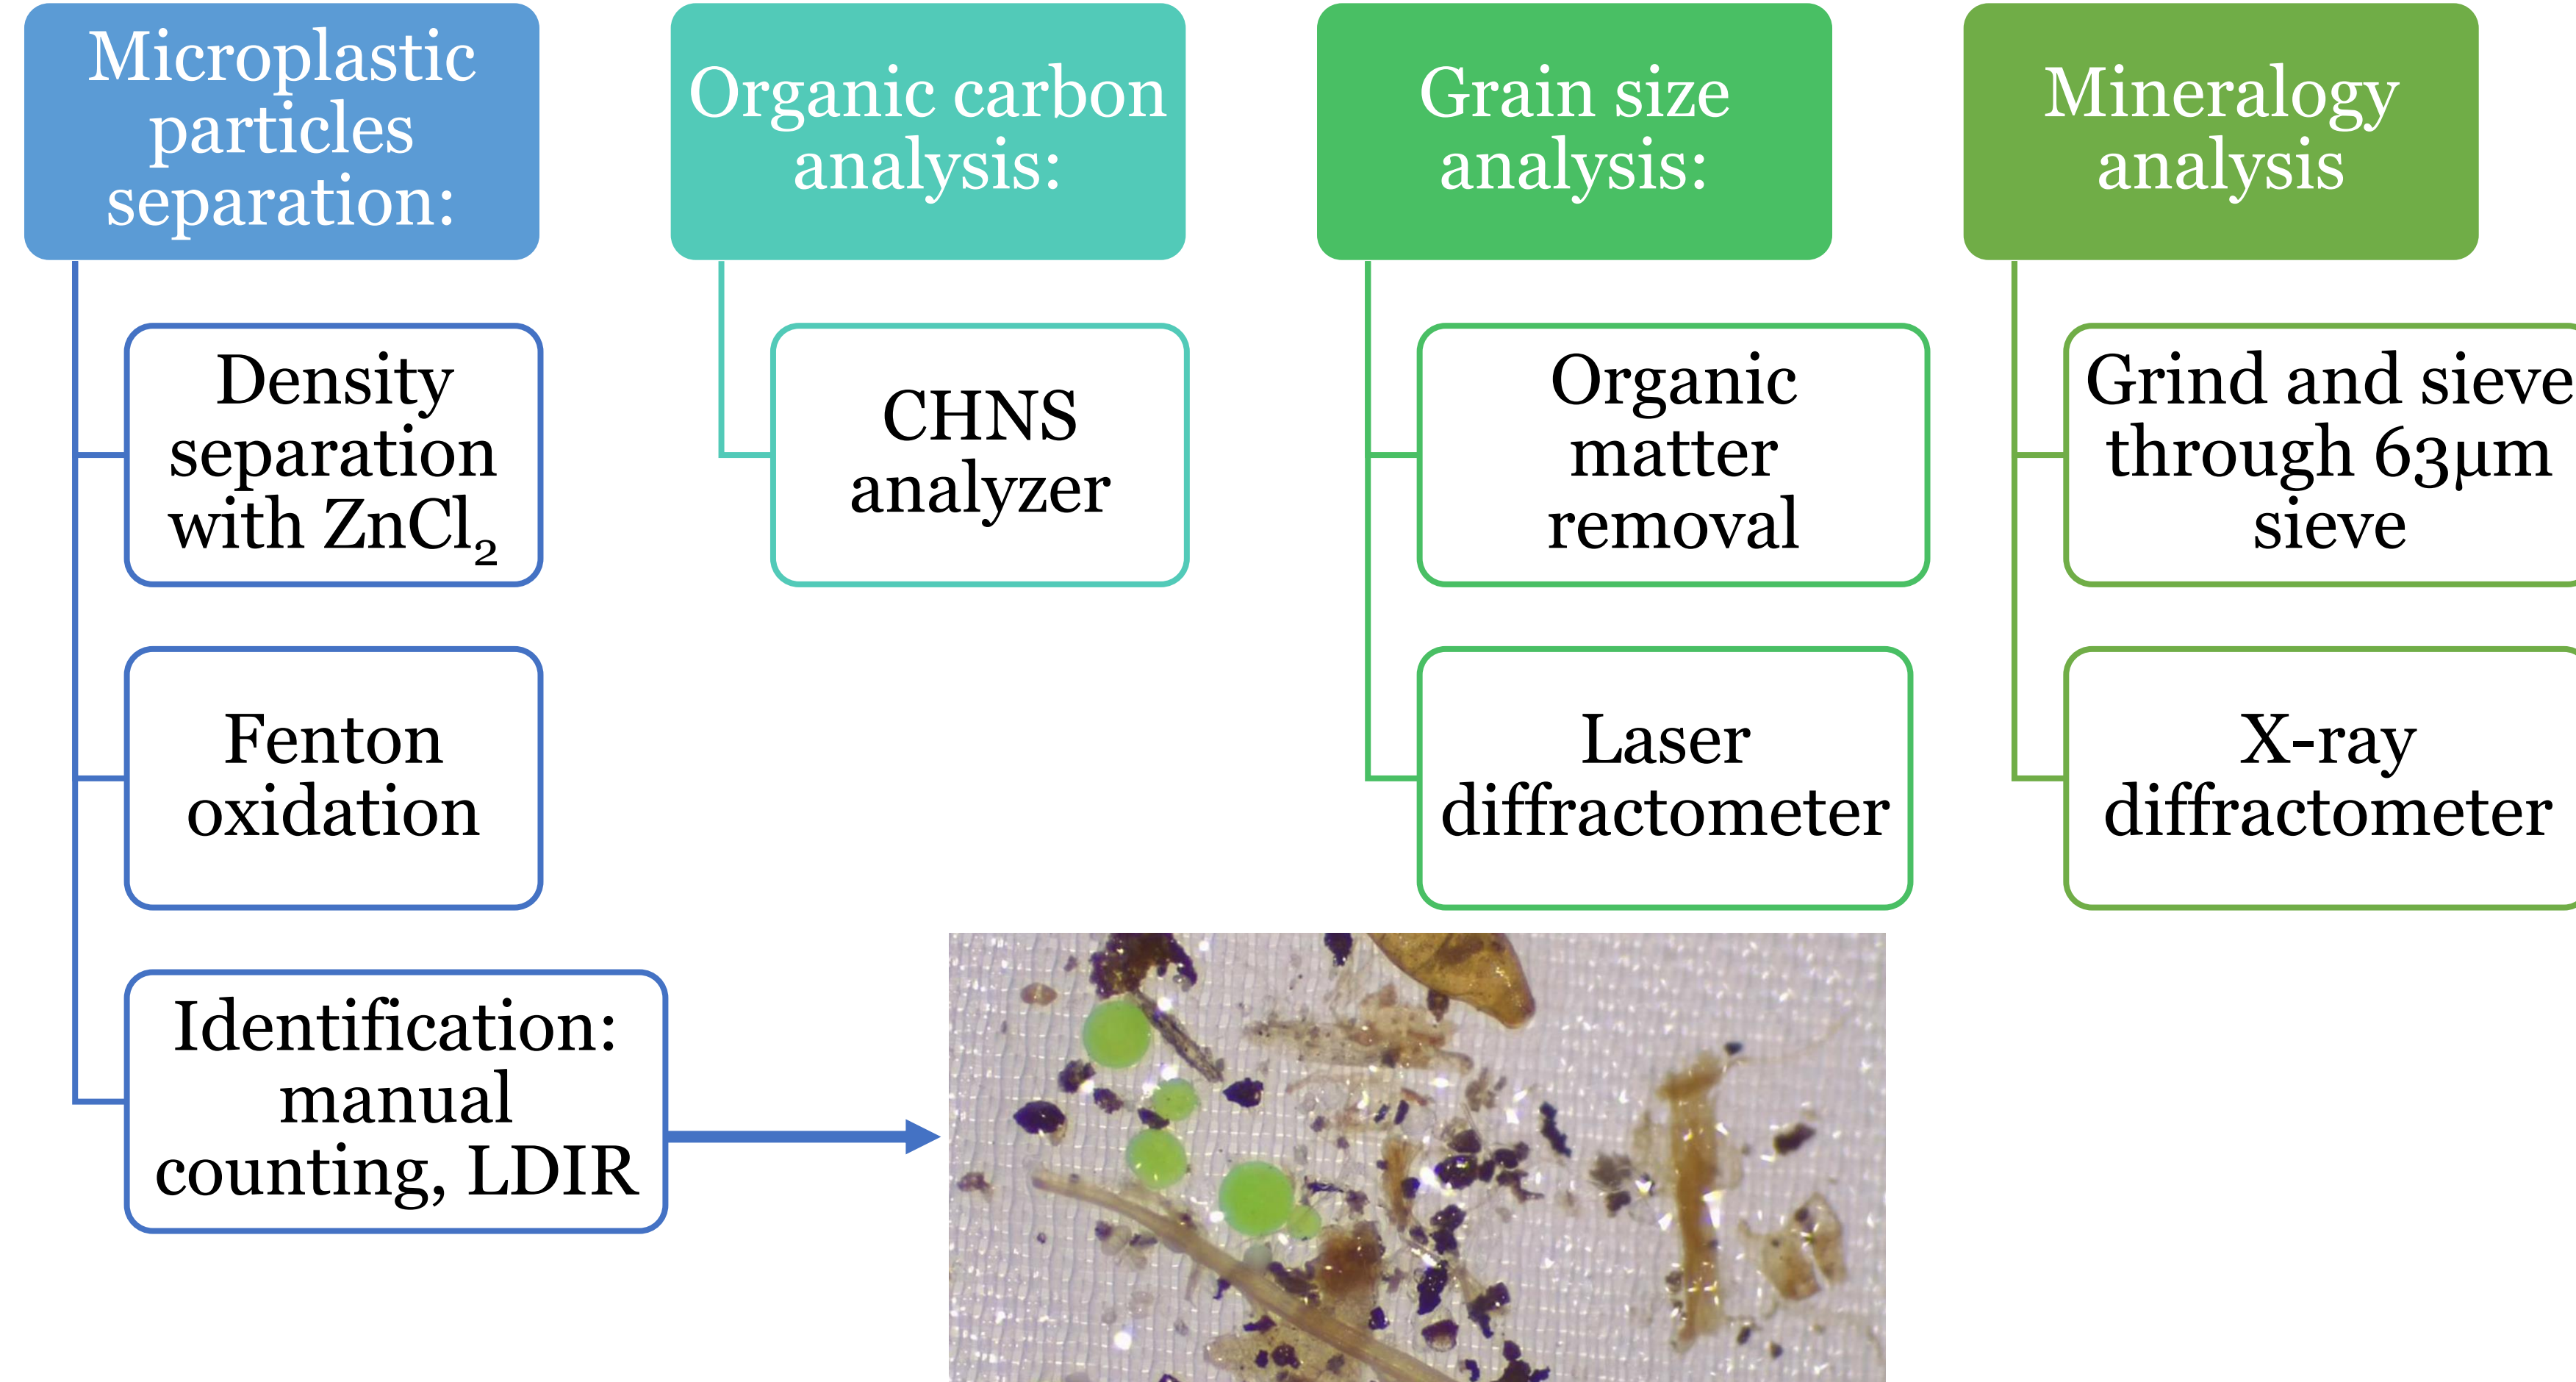 Microplastic
particles
separation:
Density
separation
with ZnCl₂
Fenton
oxidation
Identification:
manual
counting, LDIR
Organic carbon
analysis:
CHNS
analyzer
Grain size
analysis:
Organic
matter
removal
Laser
diffractometer
Mineralogy
analysis
Grind and sieve
through 63µm
sieve
X-ray
diffractometer